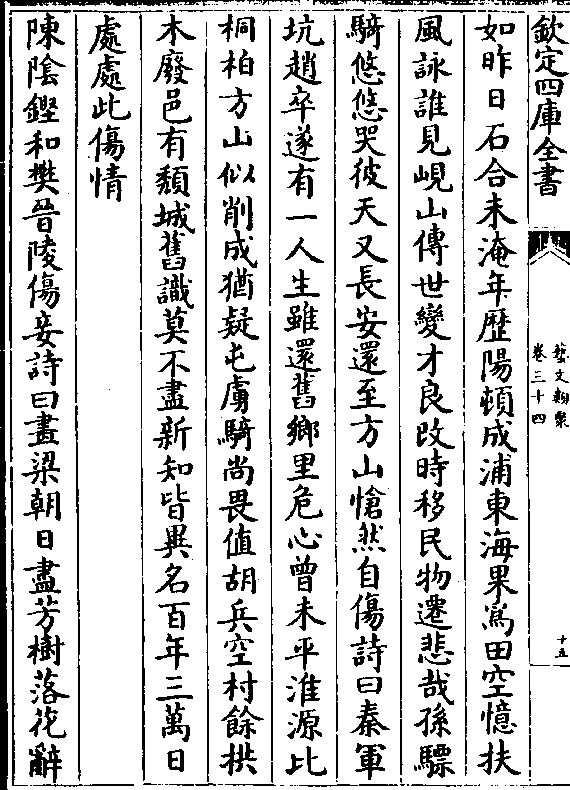 欽定四庫全書
藝文類聚
卷三十四
十五
如昨日石合未淹年歴陽頓成浦東海果為田空憶扶
風詠誰見峴山傳世變才良改時移民物遷悲哉孫驃
騎悠悠哭彼天又長安還至方山愴然自傷詩曰秦軍
坑趙卒遂有一人生雖還舊鄉里危心曾未平淮源比
桐柏方山似削成猶疑屯虜騎尚畏值胡兵空村餘拱
木廢邑有頽城舊識莫不盡新知皆異名百年三萬日
處處此傷情
陳陰鏗和樊晉陵傷妾詩曰畫梁朝日盡芳樹落花辭